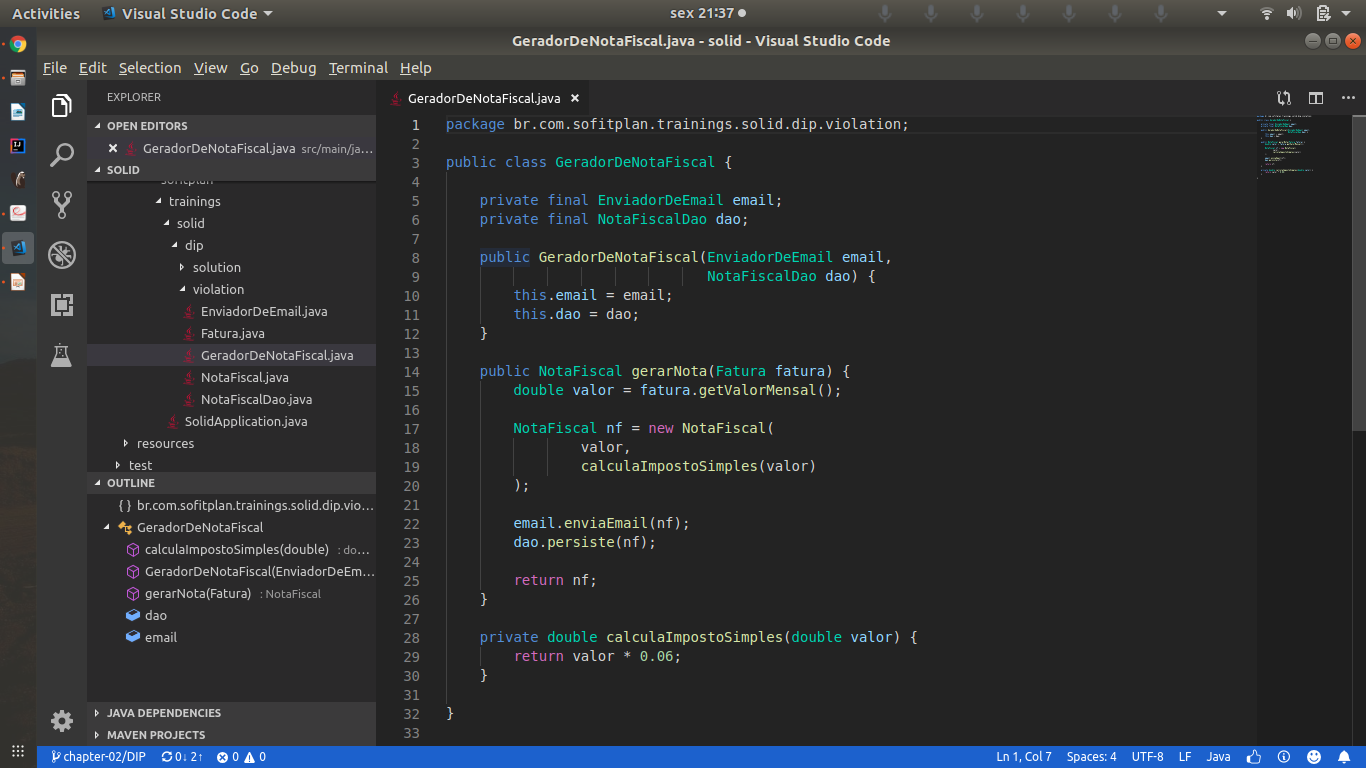 Activities
Visual Studio Code
sex 21:37
GeradorDeNotaFiscal.java - solid - Visual Studio Code
File Edit Selection View Go Debug Terminal Help
EXPLORER
OPEN EDITORS
GeradorDeNotaFiscal.java src/main/ja...
SOLID
trainings
solid
dip
solution
violation
EnviadorDeEmail.java
Fatura.java
GeradorDeNotaFiscal.java
NotaFiscal.java
NotaFiscalDao.java
SolidApplication.java
resources
test
OUTLINE
{ } br.com.sofitplan.trainings.solid.dip.vio...
GeradorDeNotaFiscal
calculaImpostoSimples(double) : do...
GeradorDeNotaFiscal(EnviadorDeEm...
gerarNota(Fatura) : NotaFiscal
dao
email
JAVA DEPENDENCIES
MAVEN PROJECTS
GeradorDeNotaFiscal.java
1 package br.com.sofitplan.trainings.solid.dip.violation;
2
3 public class GeradorDeNotaFiscal {
4
5 private final EnviadorDeEmail email;
6 private final NotaFiscalDao dao;
7
8 public GeradorDeNotaFiscal(EnviadorDeEmail email,
9 NotaFiscalDao dao) {
10 this.email = email;
11 this.dao = dao;
12 }
13
14 public NotaFiscal gerarNota(Fatura fatura) {
15 double valor = fatura.getValorMensal();
16
17 NotaFiscal nf = new NotaFiscal(
18 valor,
19 calculaImpostoSimples(valor)
20 );
21
22 email.enviaEmail(nf);
23 dao.persiste(nf);
24
25 return nf;
26 }
27
28 private double calculaImpostoSimples(double valor) {
29 return valor * 0.06;
30 }
31
32 }
33
chapter-02/DIP 0↓ 2↑ 0 0 Ln 1, Col 7 Spaces: 4 UTF-8 LF Java